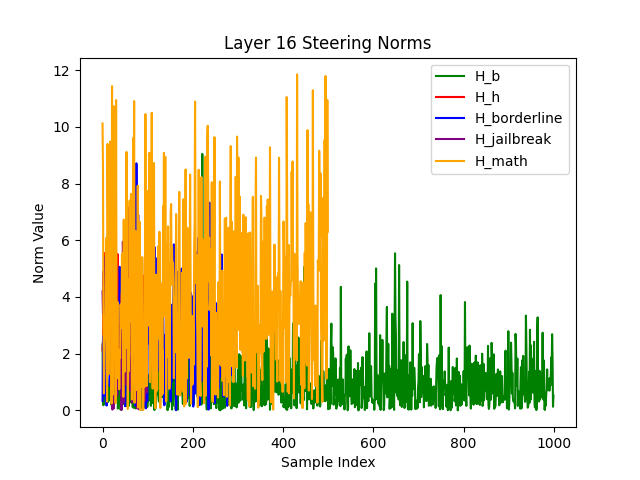 Layer 16 Steering Norms
Norm Value
12
10
8
6
4
2
0
H_b
H_h
H_borderline
H_jailbreak
H_math
0
200
400
600
800
1000
Sample Index